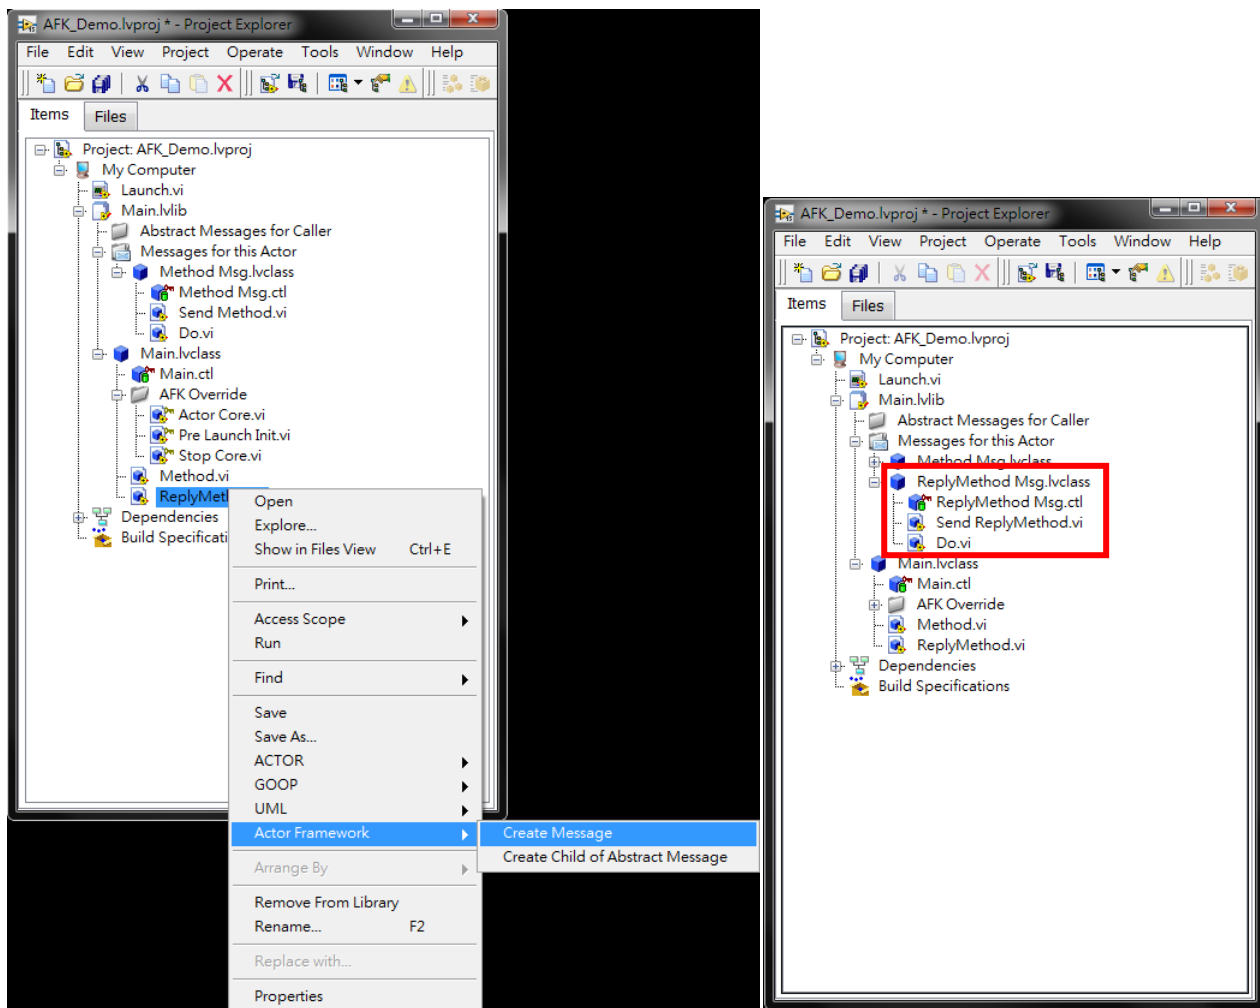 AFK_Demo.lvproj * - Project Explorer
File Edit View Project Operate Tools Window Help
Items Files
Project: AFK_Demo.lvproj
My Computer
Launch.vi
Main.lvlib
Abstract Messages for Caller
Messages for this Actor
Method Msg.lvclass
Method Msg.ctl
Send Method.vi
Do.vi
Main.lvclass
Main.ctl
AFK Override
Actor Core.vi
Pre Launch Init.vi
Stop Core.vi
Method.vi
ReplyMet
Dependencies
Build Specificati
Open
Explore...
Show in Files View Ctrl+E
Print...
Access Scope
Run
Find
Save
Save As...
ACTOR
GOOP
UML
Actor Framework
Arrange By
Remove From Library
Rename... F2
Replace with...
Properties
Create Message
Create Child of Abstract Message
AFK_Demo.lvproj * - Project Explorer
File Edit View Project Operate Tools Window Help
Items Files
Project: AFK_Demo.lvproj
My Computer
Launch.vi
Main.lvlib
Abstract Messages for Caller
Messages for this Actor
Method Msg.lvclass
ReplyMethod Msg.lvclass
ReplyMethod Msg.ctl
Send ReplyMethod.vi
Do.vi
Main.lvclass
Main.ctl
AFK Override
Method.vi
ReplyMethod.vi
Dependencies
Build Specifications